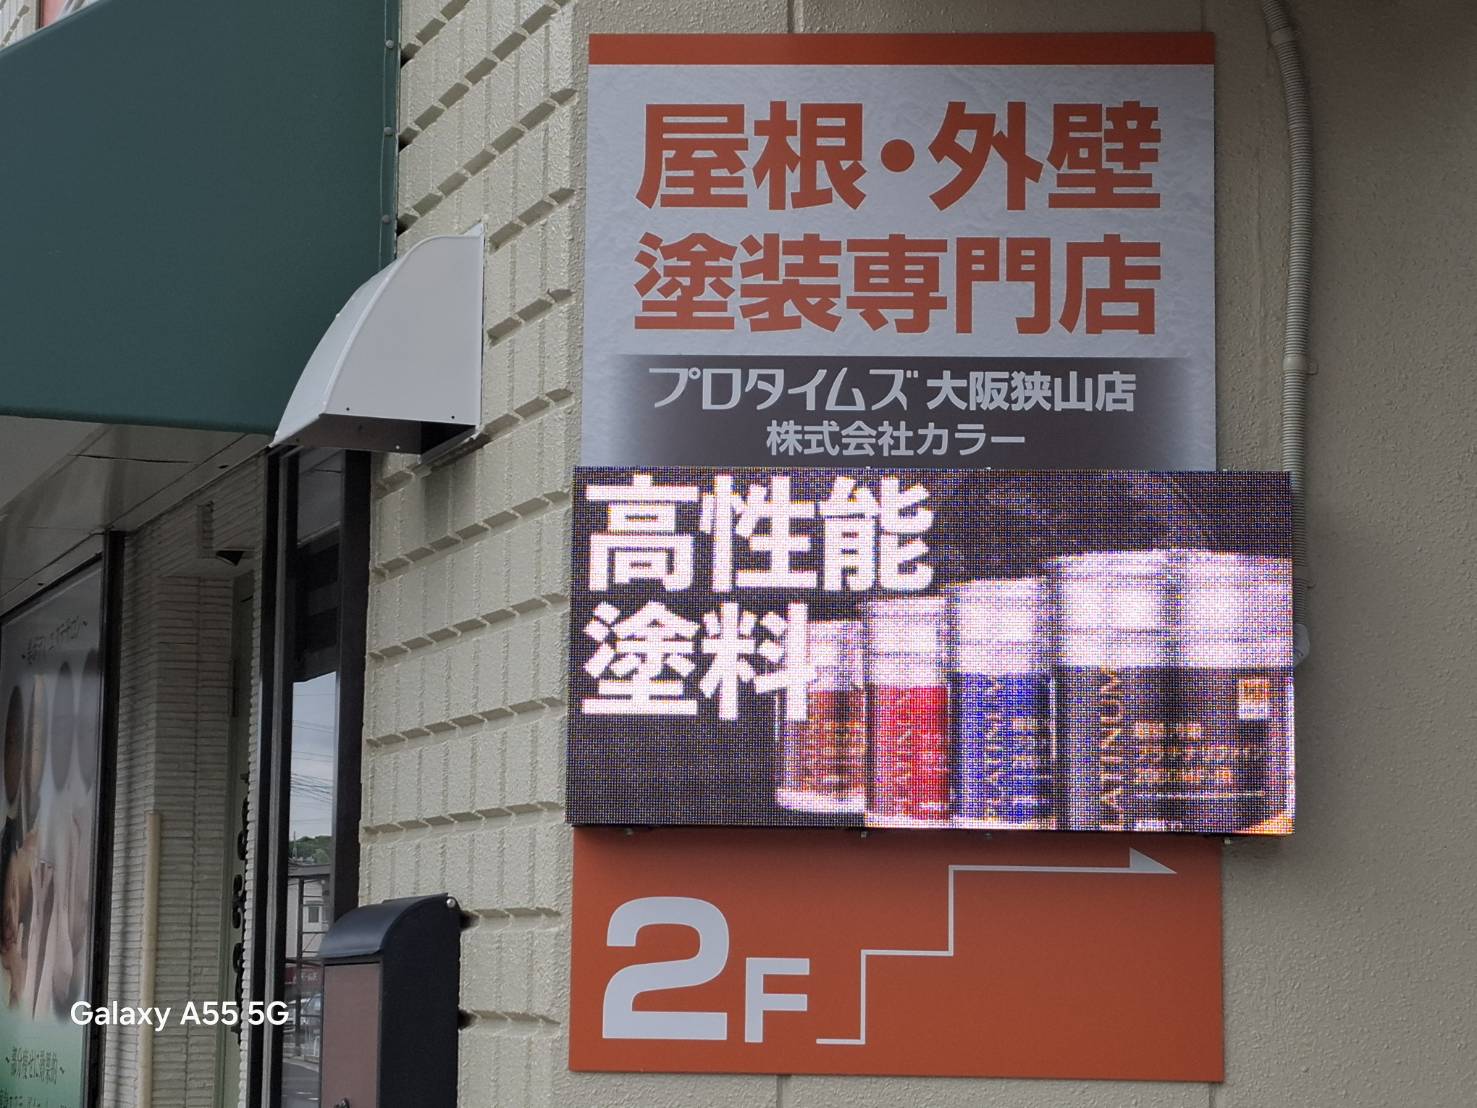 屋根・外壁
塗装専門店
プロタイムズ 大阪狭山店
株式会社カラー
高性能
塗料
2F
Galaxy A55 5G